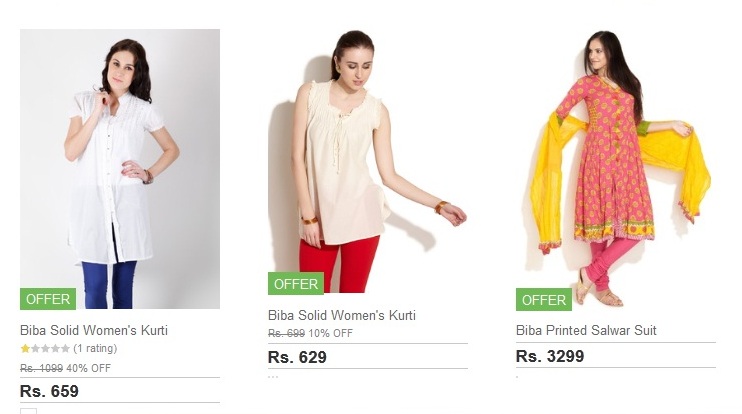 OFFER
Biba Solid Women's Kurti
(1 rating)
Rs. 1099 40% OFF
Rs. 659
OFFER
Biba Solid Women's Kurti
Rs. 699 10% OFF
Rs. 629
...
OFFER
Biba Printed Salwar Suit
Rs. 3299
.